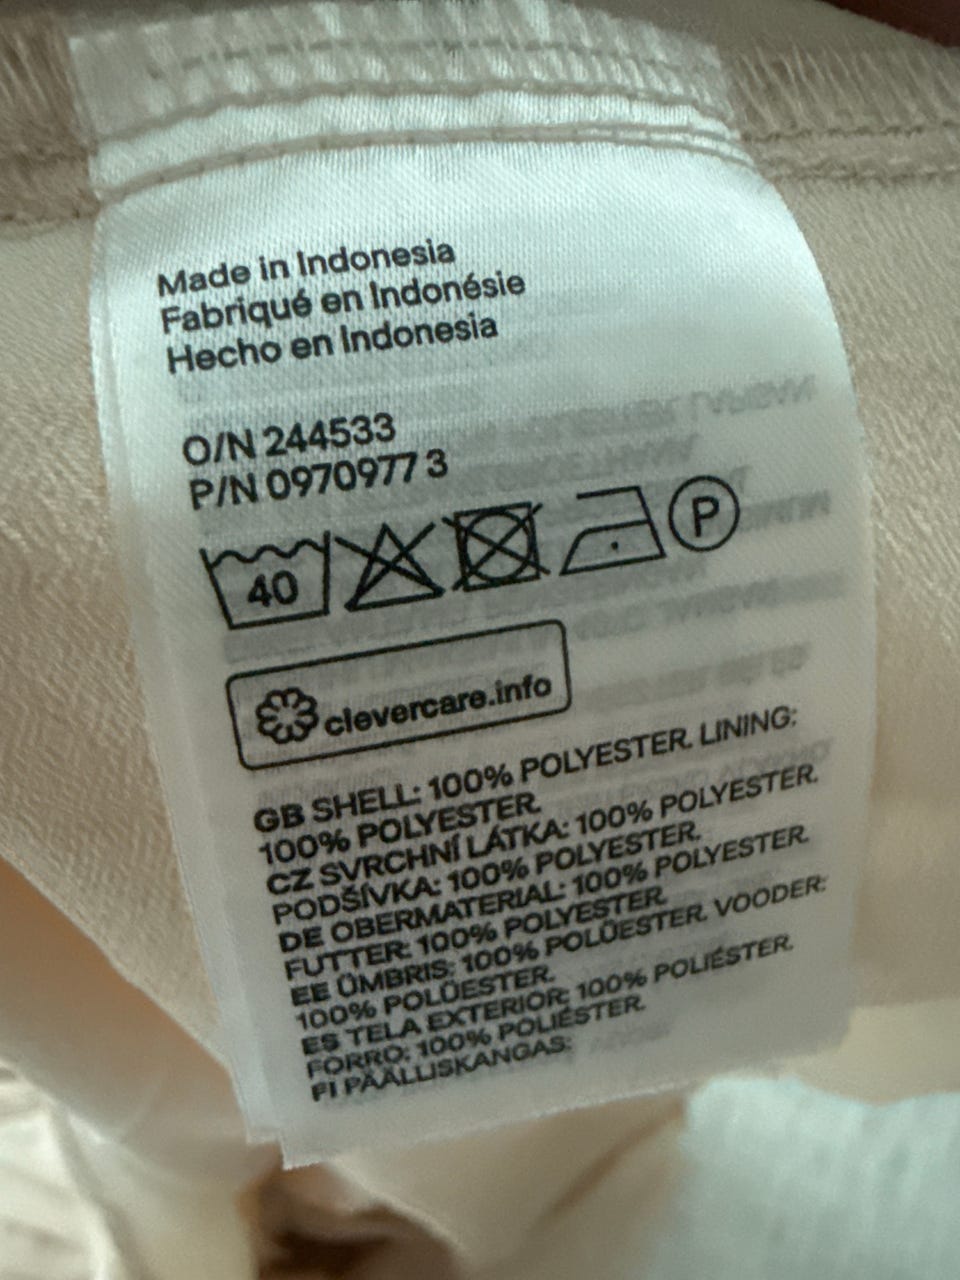 Made in Indonesia
Fabriqué en Indonésie
Hecho en Indonesia
O/N 244533
P/N 0970977 3
40
P
clevercare.info
GB SHELL: 100% POLYESTER. LINING:
100% POLYESTER.
CZ SVRCHNÍ LÁTKA: 100% POLYESTER.
PODŠÍVKA: 100% POLYESTER.
DE OBERMATERIAL: 100% POLYESTER.
FUTTER: 100% POLYESTER.
EE ÜMBRIS: 100% POLÜESTER. VOODER:
100% POLÜESTER.
ES TELA EXTERIOR: 100% POLIÉSTER.
FORRO: 100% POLIÉSTER.
FI PÄÄLLISKANGAS: